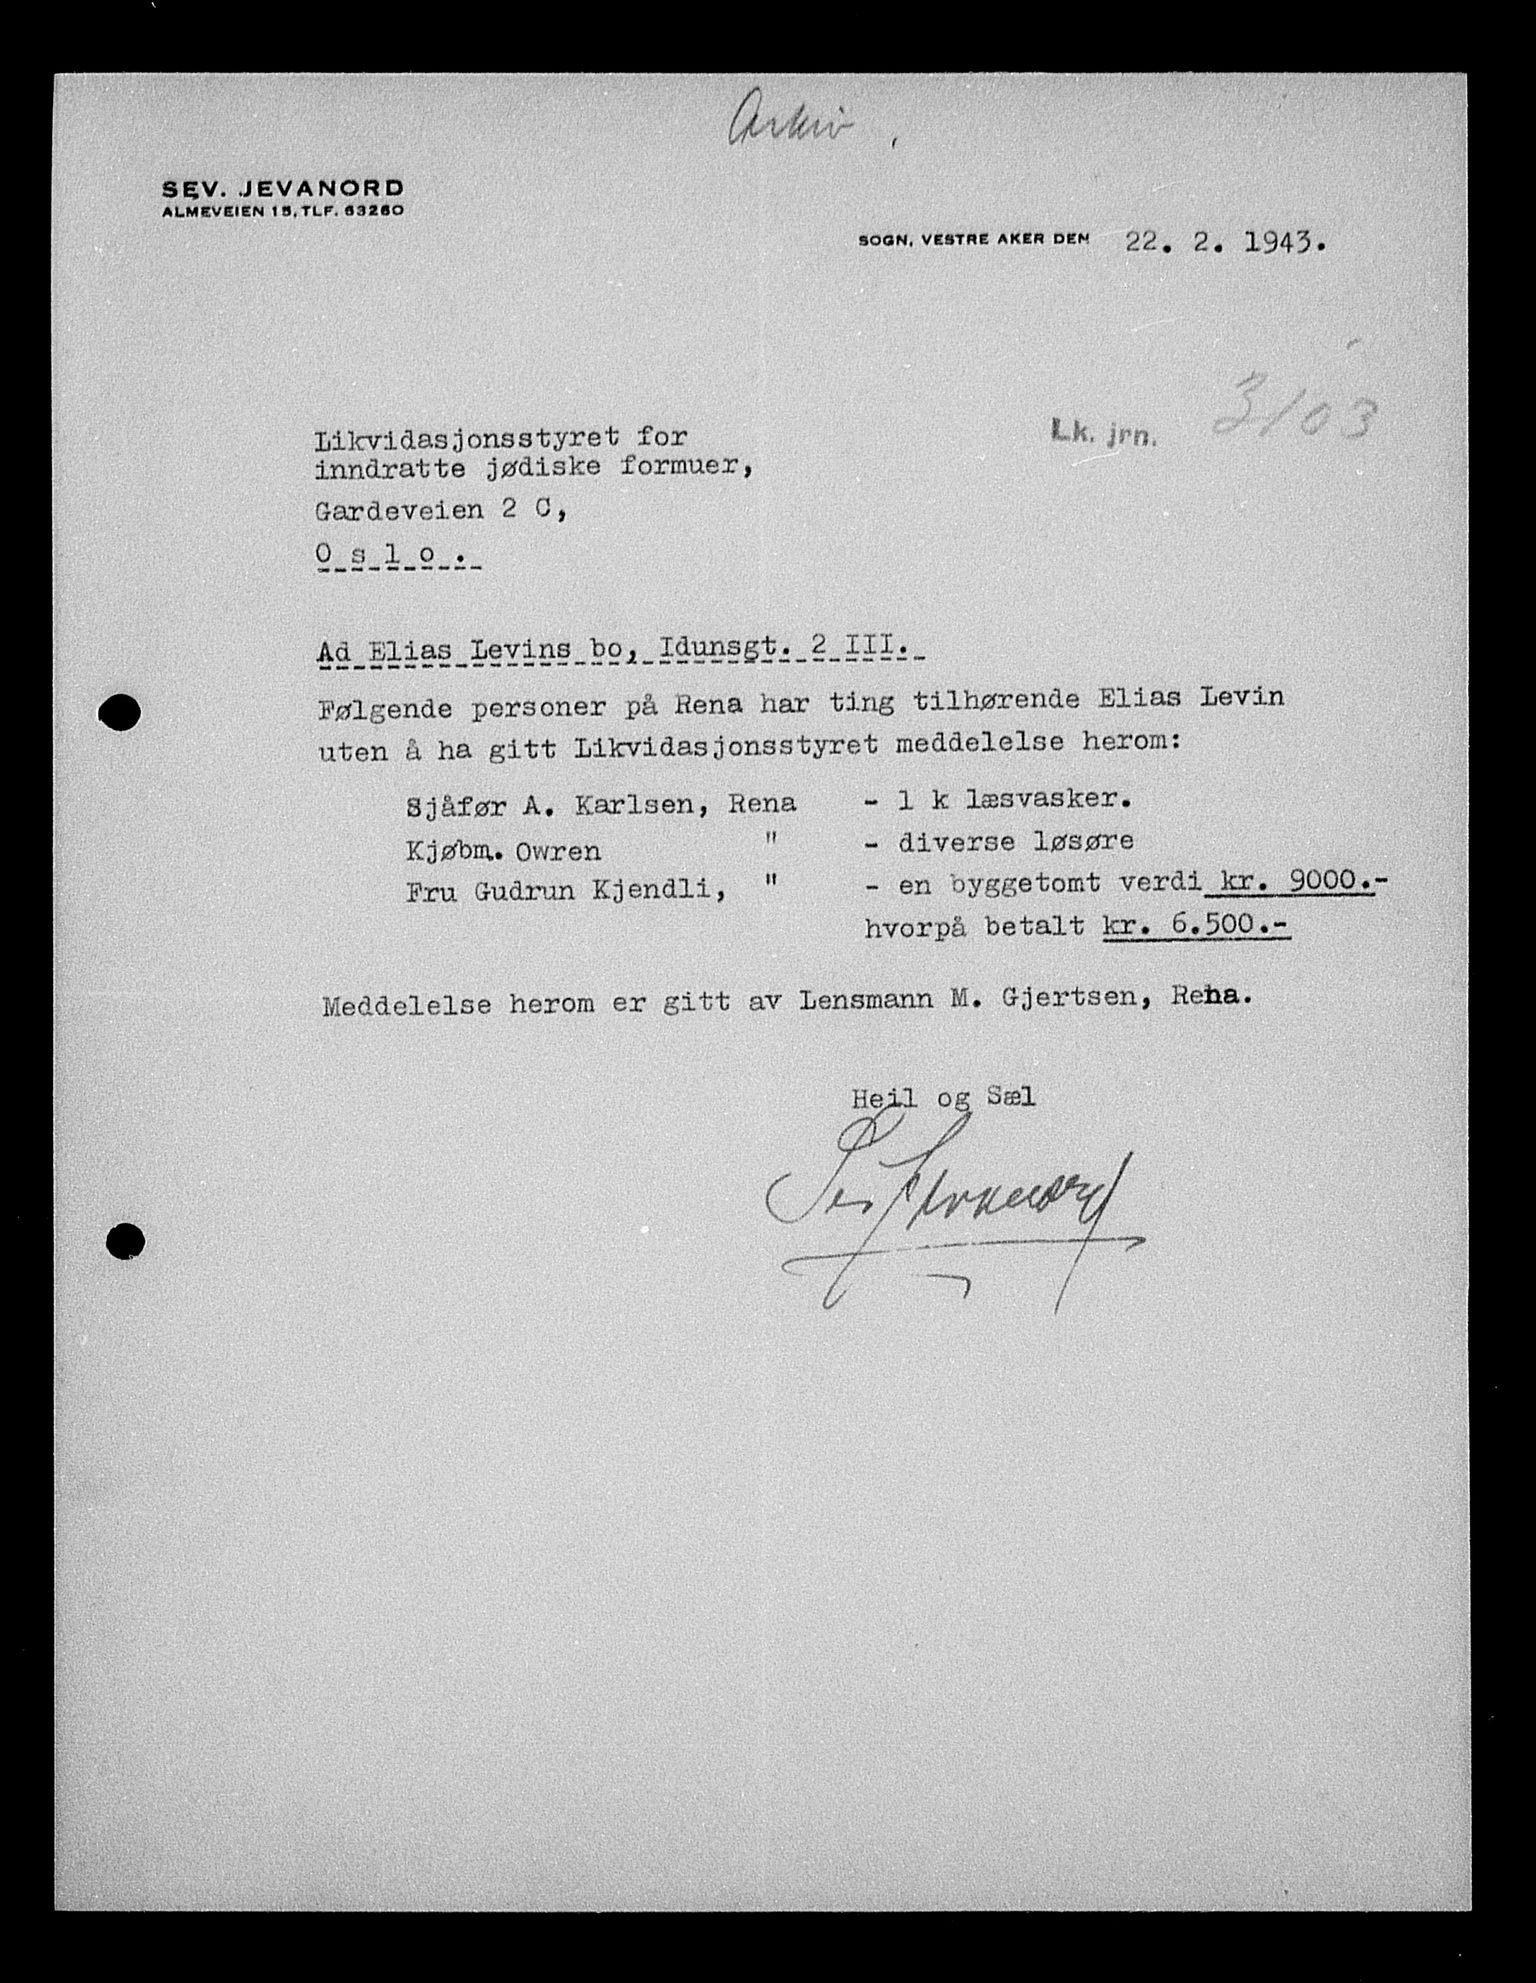 Arkiv
SEV. JEVANORD
ALMEVEIEN 15, TLF. 63260
SOGN, VESTRE AKER DEN 22. 2. 1943.
Lk. jrn. 3103
Likvidasjonsstyret for
inndratte jødiske formuer,
Gardeveien 2 C,
O s l o .
Ad Elias Levins bo, Idunsgt. 2 III.
Følgende personer på Rena har ting tilhørende Elias Levin
uten å ha gitt Likvidasjonsstyret meddelelse herom:
Sjåfør A. Karlsen, Rena - 1 k læsvasker.
Kjøbm. Owren " - diverse løsøre
Fru Gudrun Kjendli, " - en byggetomt verdi kr. 9000.-
hvorpå betalt kr. 6.500.-
Meddelelse herom er gitt av Lensmann M. Gjertsen, Rena.
Heil og Sæl
Sev Jevanord